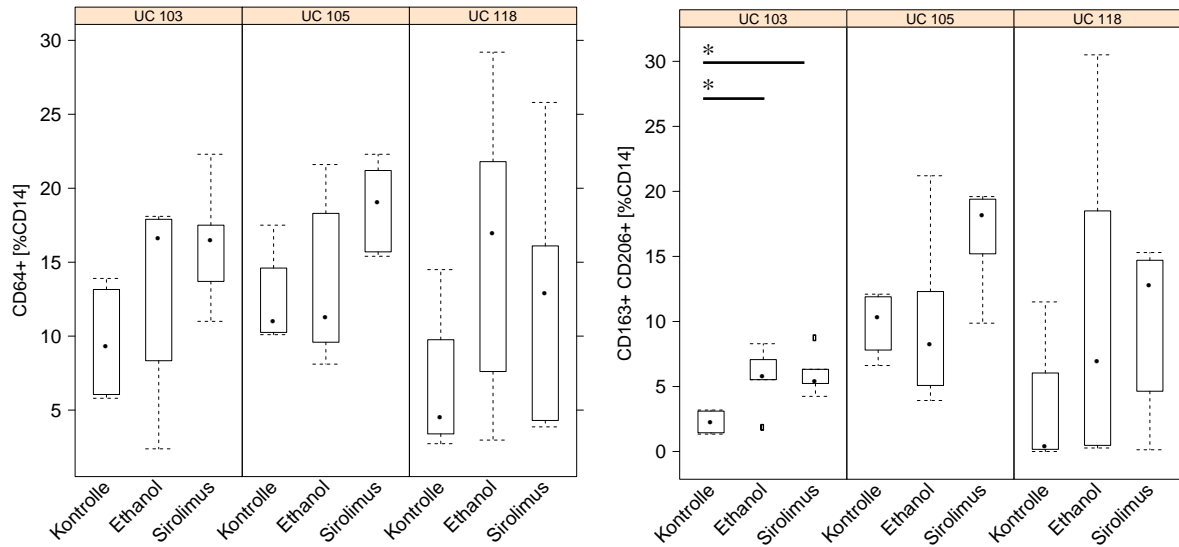 UC 103 UC 105 UC 118
30
25
20
15
10
5
CD64+ [%CD14]
Kontrolle Ethanol Sirolimus Kontrolle Ethanol Sirolimus Kontrolle Ethanol Sirolimus
UC 103 UC 105 UC 118
*
*
30
25
20
15
10
5
0
CD163+ CD206+ [%CD14]
Kontrolle Ethanol Sirolimus Kontrolle Ethanol Sirolimus Kontrolle Ethanol Sirolimus